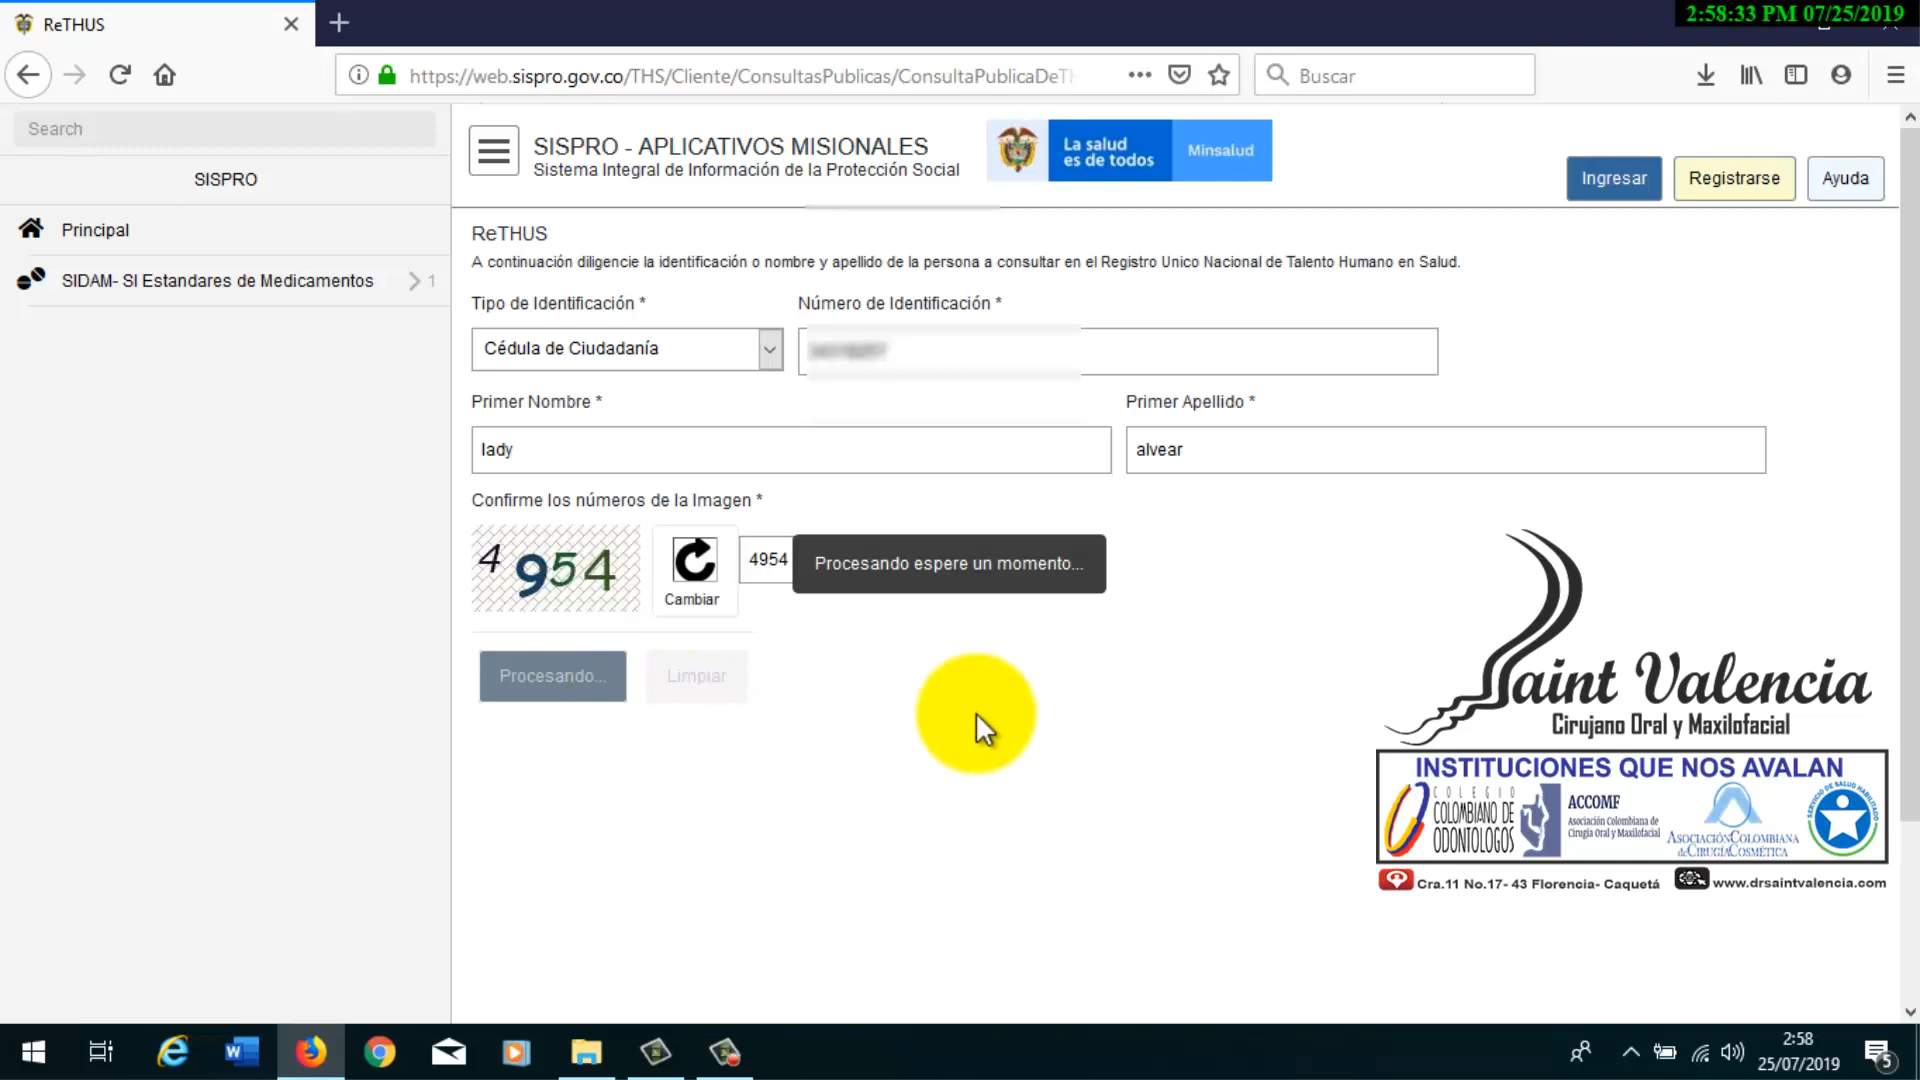 ReTHUS
2:58:33 PM 07/25/2019
https://web.sispro.gov.co/THS/Cliente/ConsultasPublicas/ConsultaPublicaDeTH
Buscar
Search
SISPRO
Principal
SIDAM- SI Estandares de Medicamentos
1
SISPRO - APLICATIVOS MISIONALES
Sistema Integral de Información de la Protección Social
La salud
es de todos
Minsalud
Ingresar
Registrarse
Ayuda
ReTHUS
A continuación diligencie la identificación o nombre y apellido de la persona a consultar en el Registro Unico Nacional de Talento Humano en Salud.
Tipo de Identificación *
Número de Identificación *
Cédula de Ciudadanía
Primer Nombre *
Primer Apellido *
lady
alvear
Confirme los números de la Imagen *
4954
Cambiar
4954
Procesando espere un momento...
Procesando...
Limpiar
Saint Valencia
Cirujano Oral y Maxilofacial
INSTITUCIONES QUE NOS AVALAN
COLEGIO
COLOMBIANO DE
ODONTOLOGOS
ACCOMF
Asociación Colombiana de
Cirugía Oral y Maxilofacial
ASOCIACIÓN COLOMBIANA
de CIRUGÍA COSMÉTICA
SERVICIO DE SALUD HABILITADO
Cra.11 No.17- 43 Florencia- Caquetá
www.drsaintvalencia.com
2:58
25/07/2019
5